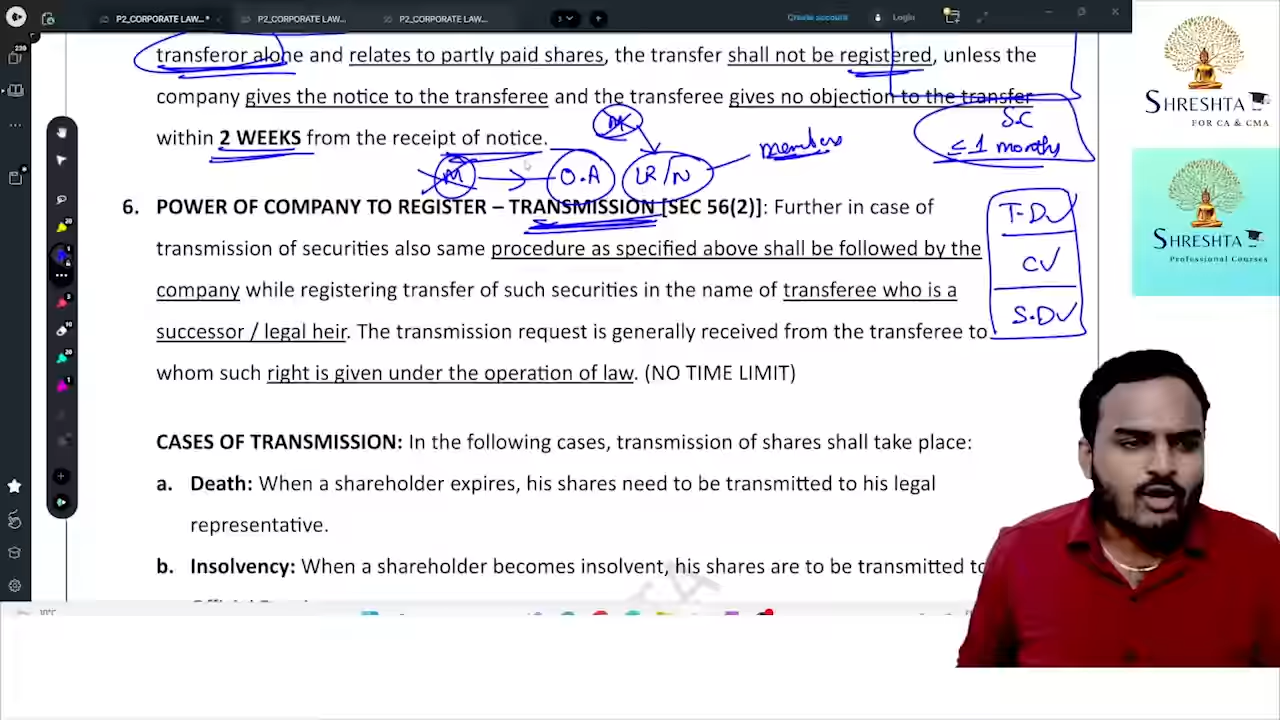 P2_CORPORATE LAW...*
P2_CORPORATE LAW...
P2_CORPORATE LAW...
3
Create account
Login
transferor alone and relates to partly paid shares, the transfer shall not be registered, unless the
company gives the notice to the transferee and the transferee gives no objection to the transfer
within 2 WEEKS from the receipt of notice.
M
M
O.A
LR/N
members
S.C
≤ 1 months
6. POWER OF COMPANY TO REGISTER – TRANSMISSION [SEC 56(2)]: Further in case of
transmission of securities also same procedure as specified above shall be followed by the
company while registering transfer of such securities in the name of transferee who is a
successor / legal heir. The transmission request is generally received from the transferee to
whom such right is given under the operation of law. (NO TIME LIMIT)
T.D✓
C✓
S.D✓
CASES OF TRANSMISSION: In the following cases, transmission of shares shall take place:
a. Death: When a shareholder expires, his shares need to be transmitted to his legal
representative.
b. Insolvency: When a shareholder becomes insolvent, his shares are to be transmitted to
SHRESHTA
FOR CA & CMA
SHRESHTA
Professional Courses